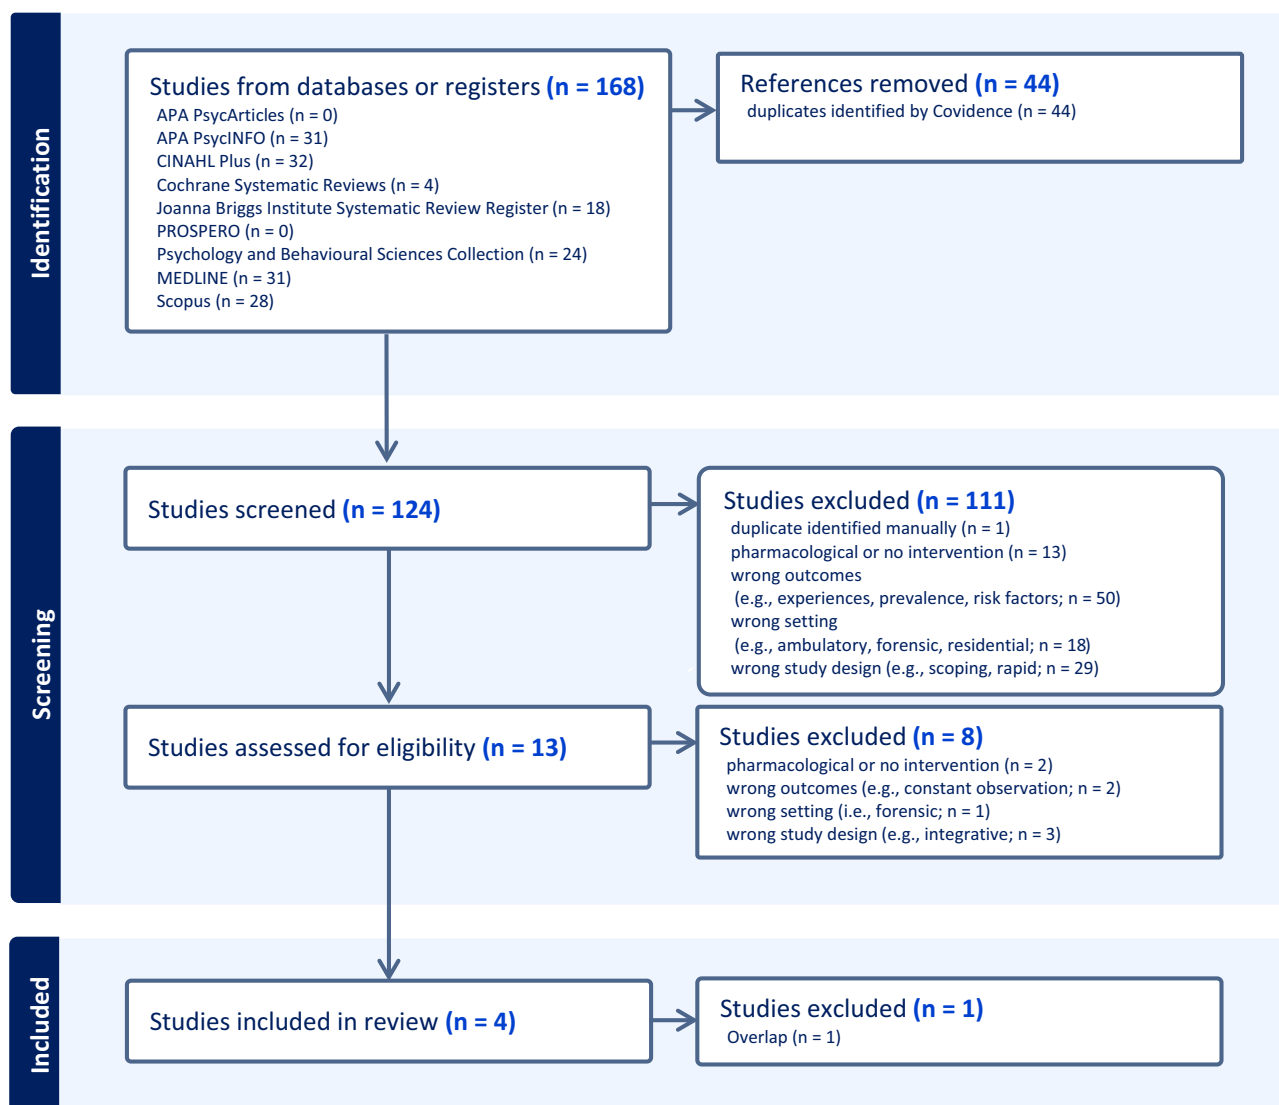 Identification
Studies from databases or registers (n = 168)
APA PsycArticles (n = 0)
APA PsycINFO (n = 31)
CINAHL Plus (n = 32)
Cochrane Systematic Reviews (n = 4)
Joanna Briggs Institute Systematic Review Register (n = 18)
PROSPERO (n = 0)
Psychology and Behavioural Sciences Collection (n = 24)
MEDLINE (n = 31)
Scopus (n = 28)
References removed (n = 44)
duplicates identified by Covidence (n = 44)
Screening
Studies screened (n = 124)
Studies excluded (n = 111)
duplicate identified manually (n = 1)
pharmacological or no intervention (n = 13)
wrong outcomes
(e.g., experiences, prevalence, risk factors; n = 50)
wrong setting
(e.g., ambulatory, forensic, residential; n = 18)
wrong study design (e.g., scoping, rapid; n = 29)
Studies assessed for eligibility (n = 13)
Studies excluded (n = 8)
pharmacological or no intervention (n = 2)
wrong outcomes (e.g., constant observation; n = 2)
wrong setting (i.e., forensic; n = 1)
wrong study design (e.g., integrative; n = 3)
Included
Studies included in review (n = 4)
Studies excluded (n = 1)
Overlap (n = 1)